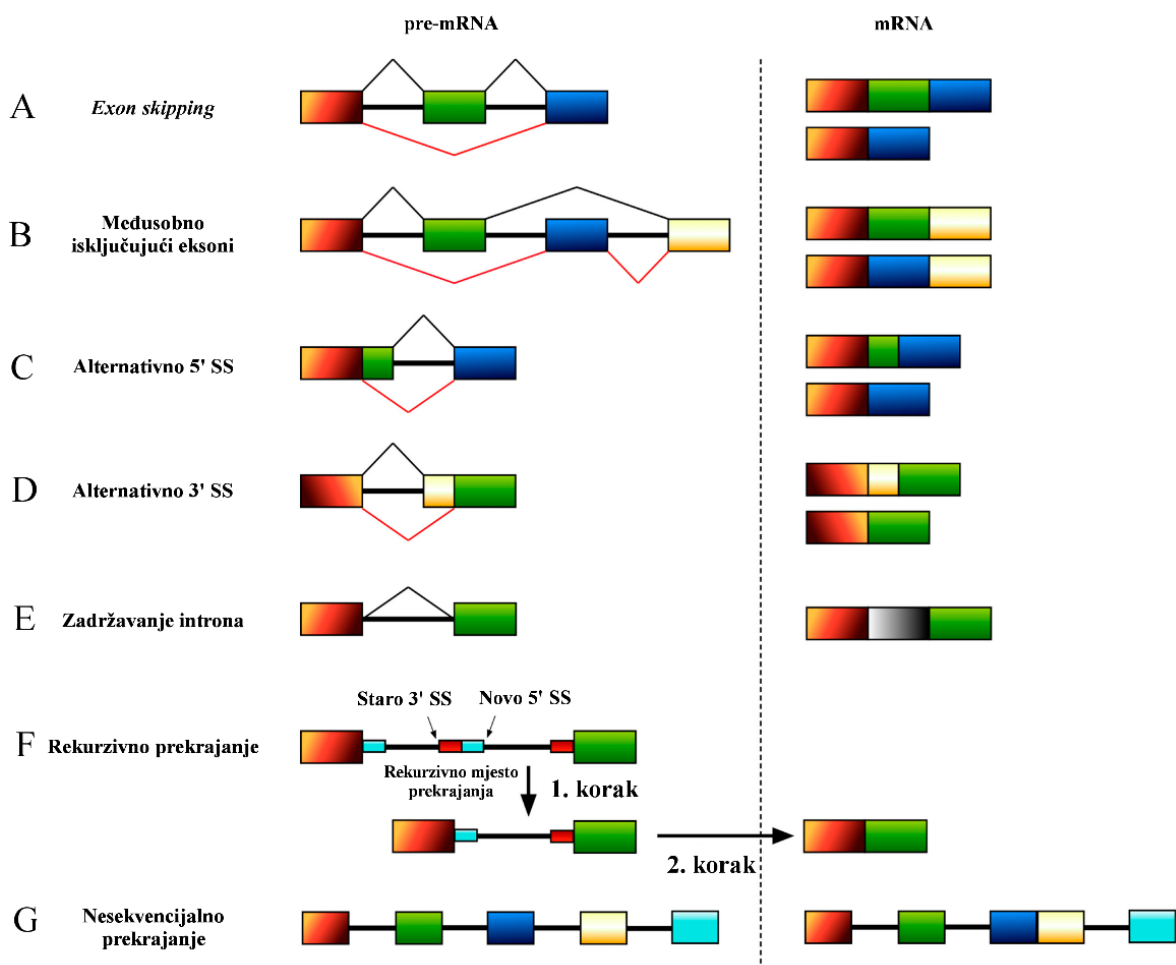 pre-mRNA
mRNA
A
Exon skipping
B
Međusobno
isključujući eksoni
C
Alternativno 5' SS
D
Alternativno 3' SS
E
Zadržavanje introna
F
Rekurzivno prekrajanje
Staro 3' SS
Novo 5' SS
Rekurzivno mjesto
prekrajanja
1. korak
2. korak
G
Nesekvencijalno
prekrajanje